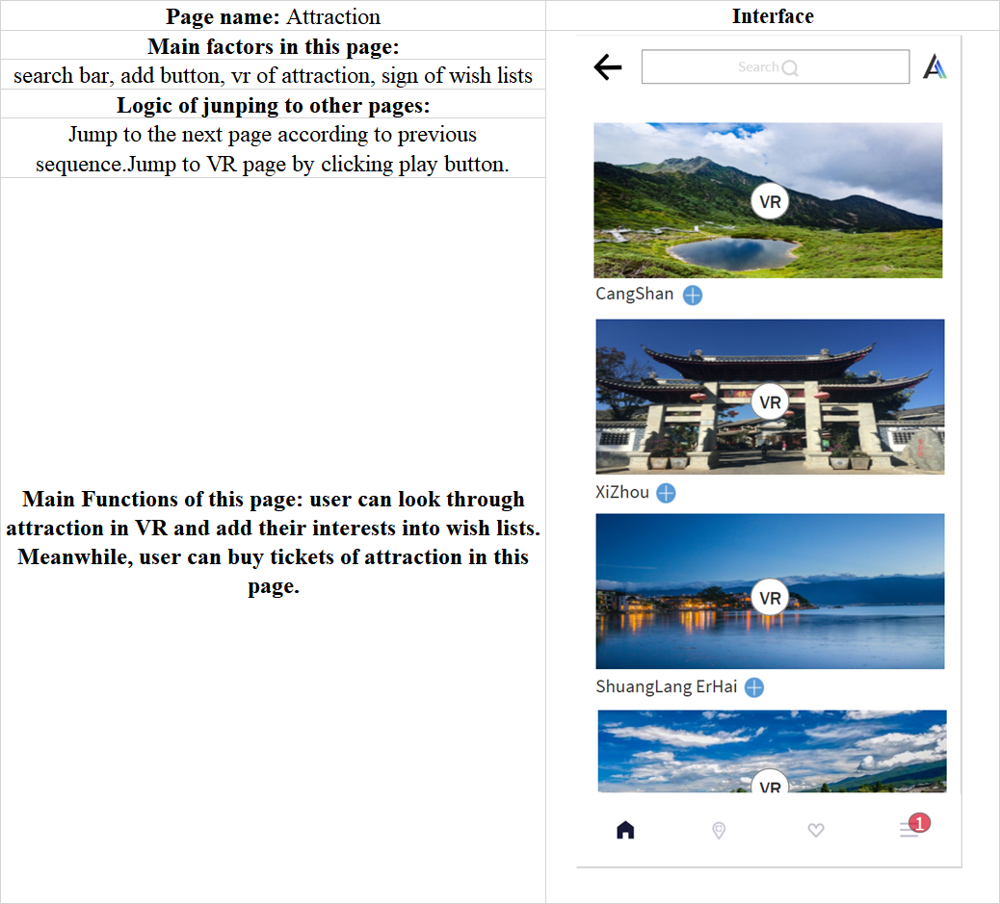 Page name: Attraction
Main factors in this page:
search bar, add button, vr of attraction, sign of wish lists
Logic of junping to other pages:
Jump to the next page according to previous
sequence.Jump to VR page by clicking play button.
Main Functions of this page: user can look through
attraction in VR and add their interests into wish lists.
Meanwhile, user can buy tickets of attraction in this
page.
Interface
Search
VR
CangShan
VR
XiZhou
VR
ShuangLang ErHai
VR
1